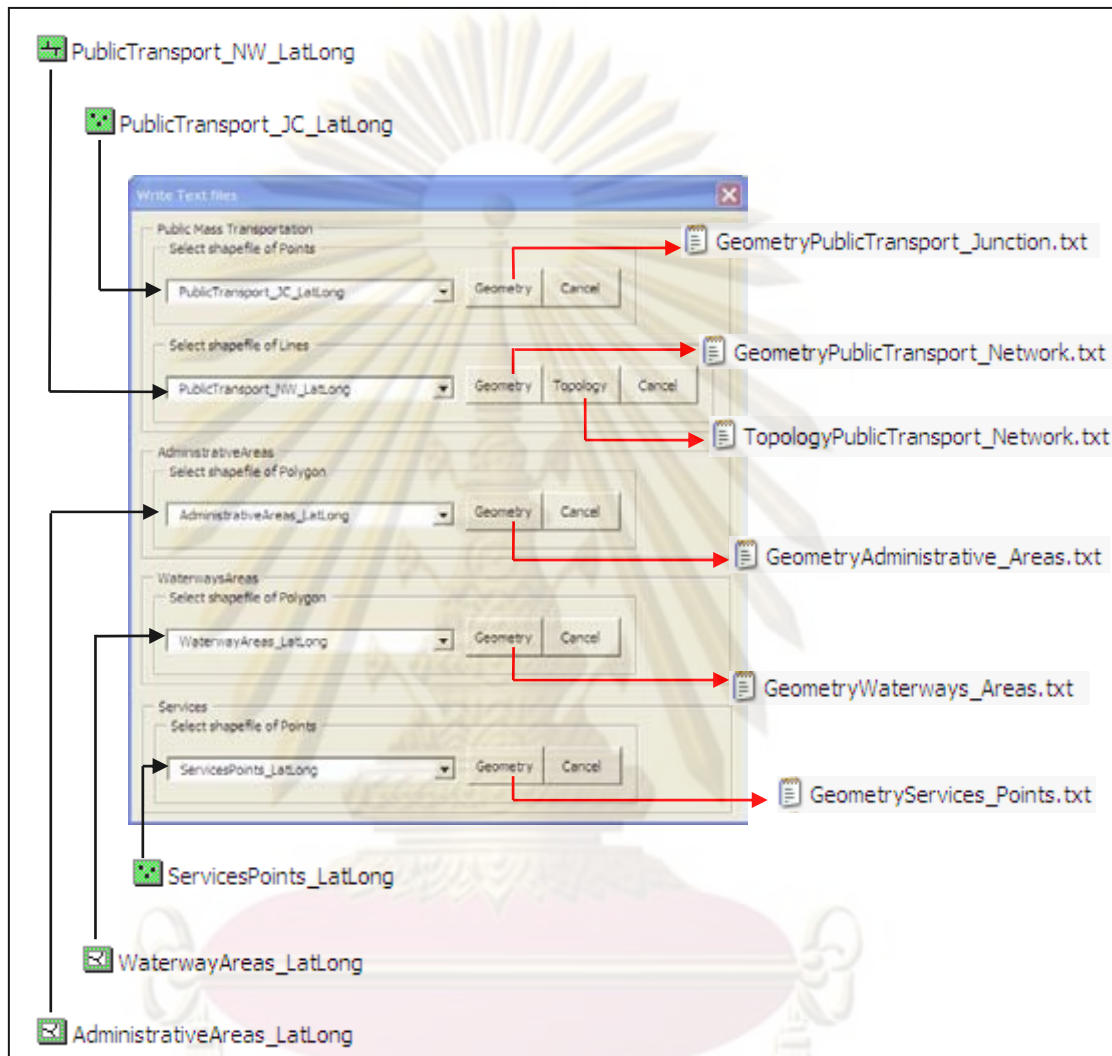 PublicTransport_NW_LatLong
PublicTransport_JC_LatLong
Write Text files
Public Mass Transportation
Select shapefile of Points
PublicTransport_JC_LatLong
Geometry
Cancel
GeometryPublicTransport_Junction.txt
Select shapefile of Lines
PublicTransport_NW_LatLong
Geometry
Topology
Cancel
GeometryPublicTransport_Network.txt
TopologyPublicTransport_Network.txt
AdministrativeAreas
Select shapefile of Polygon
AdministrativeAreas_LatLong
Geometry
Cancel
GeometryAdministrative_Areas.txt
WaterwaysAreas
Select shapefile of Polygon
WaterwayAreas_LatLong
Geometry
Cancel
GeometryWaterways_Areas.txt
Services
Select shapefile of Points
ServicesPoints_LatLong
Geometry
Cancel
GeometryServices_Points.txt
ServicesPoints_LatLong
WaterwayAreas_LatLong
AdministrativeAreas_LatLong